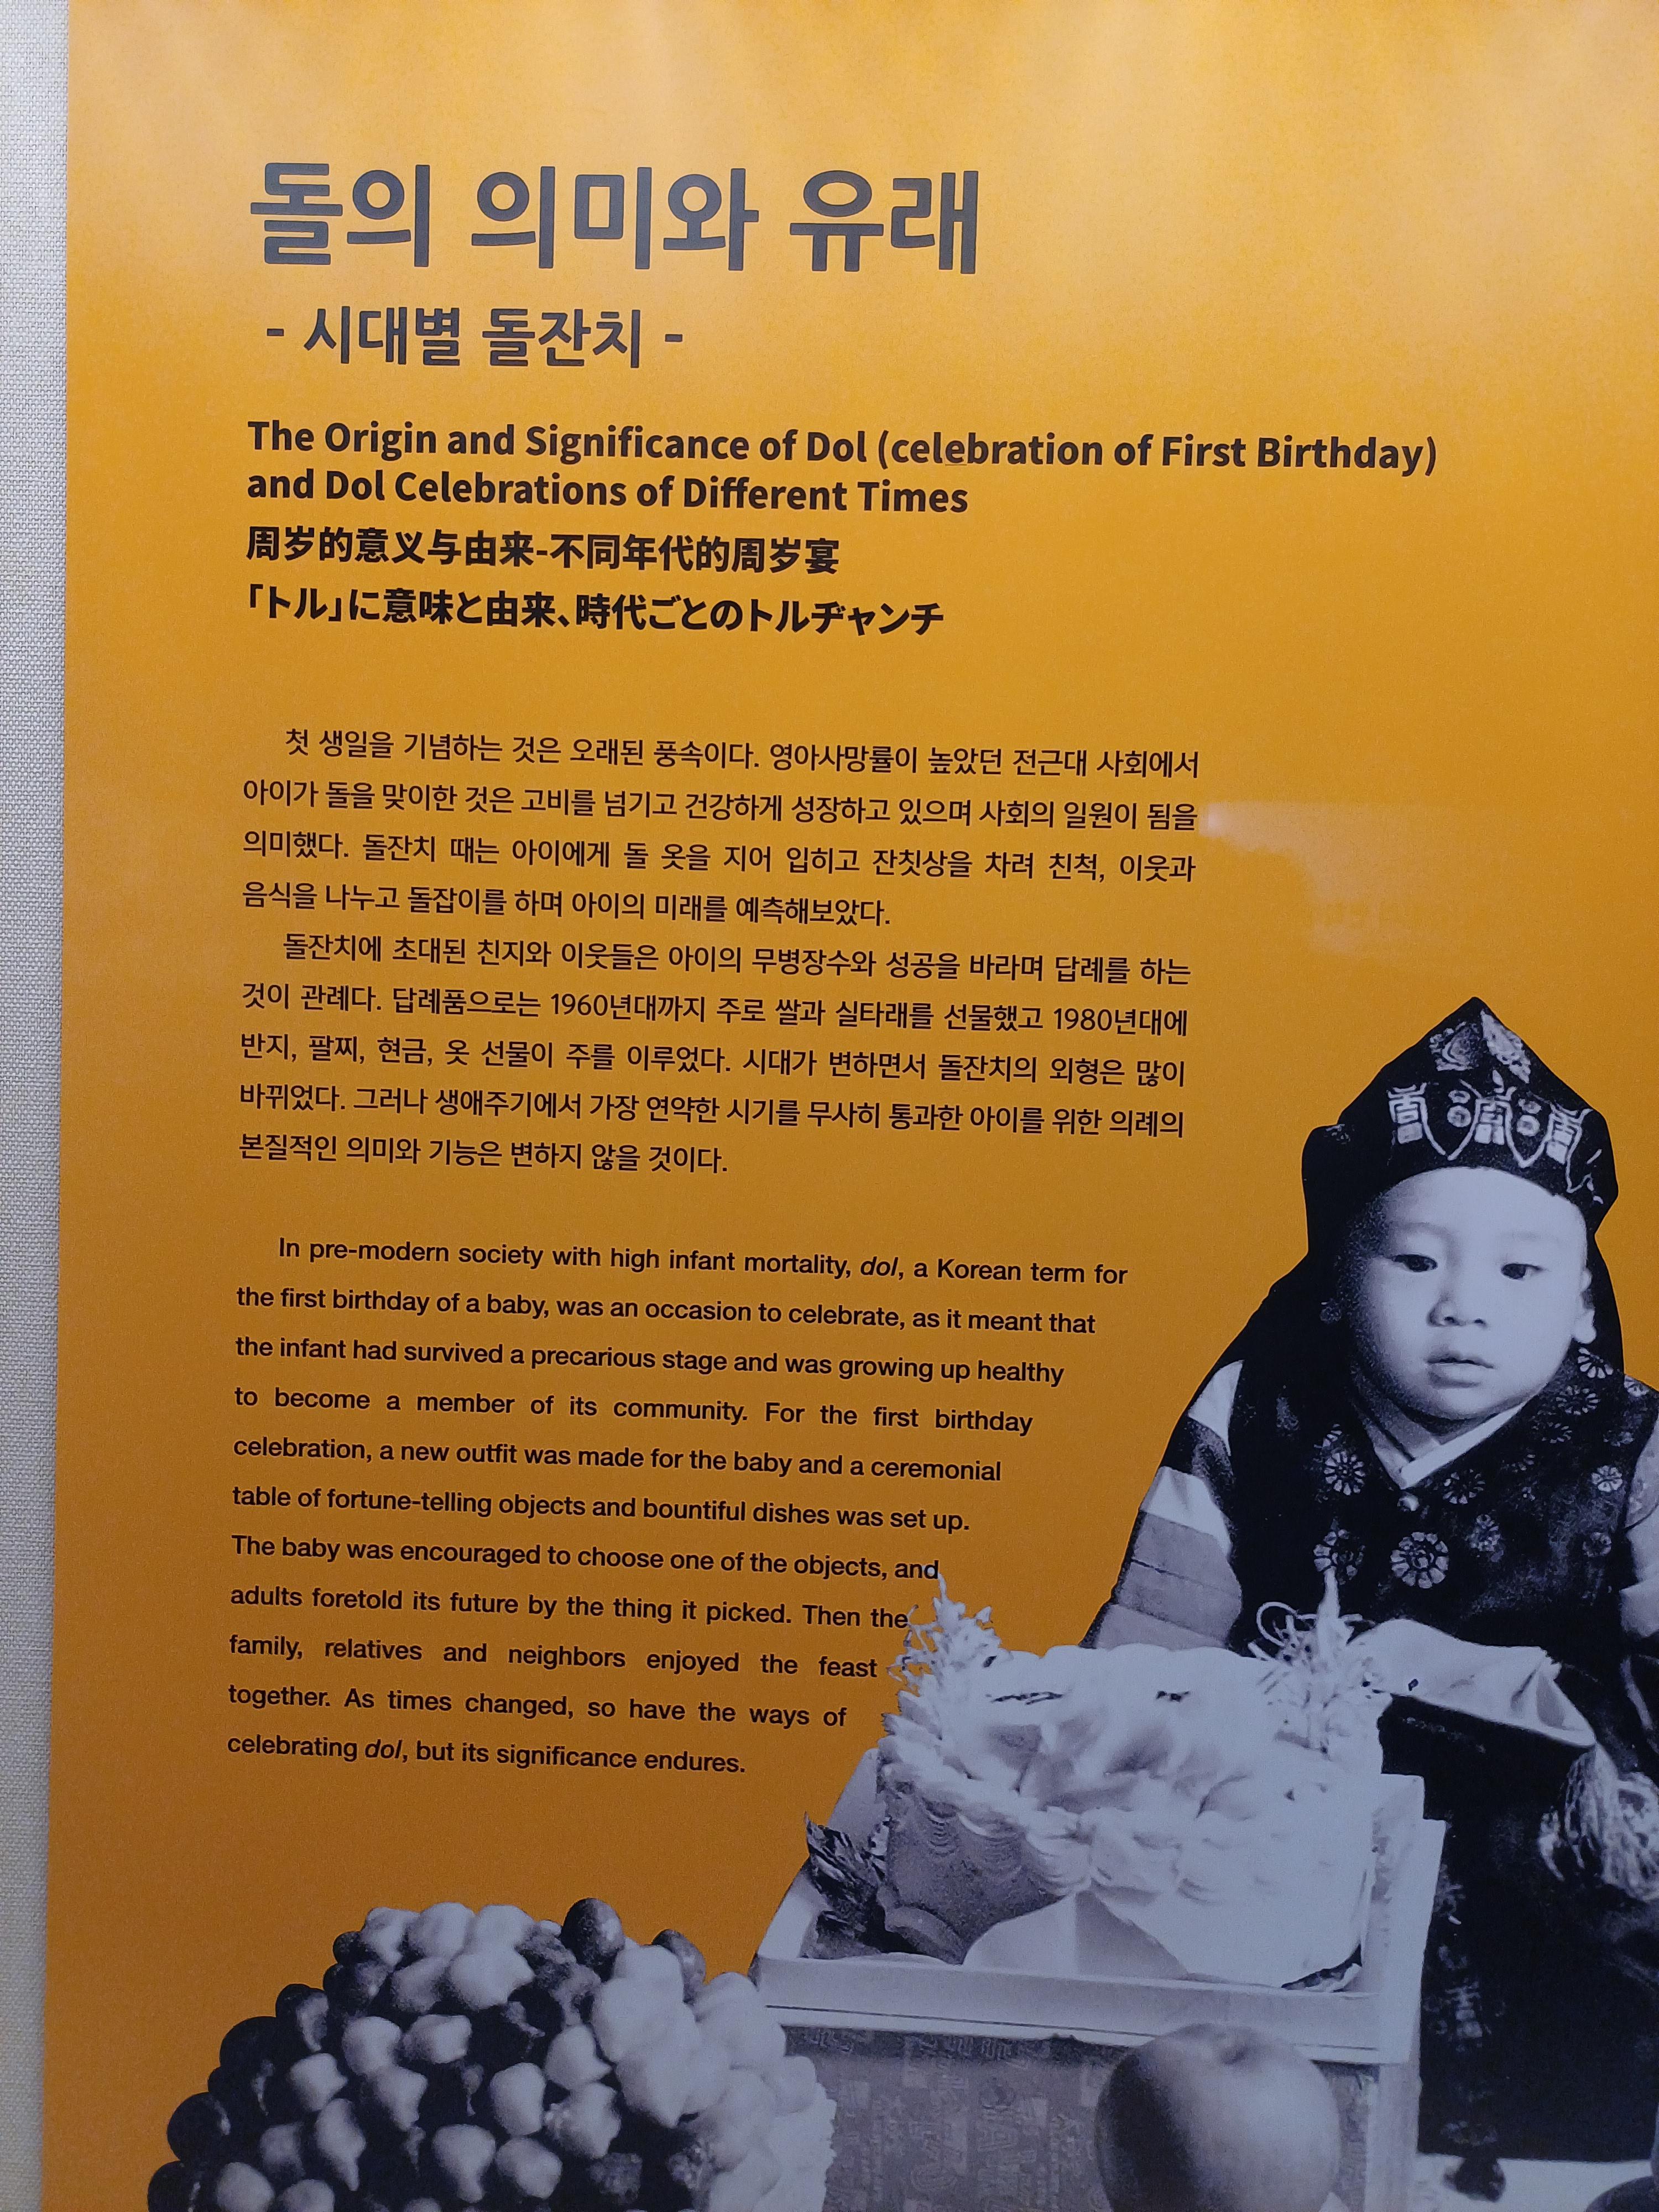 돌의 의미와 유래
- 시대별 돌잔치 -
The Origin and Significance of Dol (celebration of First Birthday)
and Dol Celebrations of Different Times
周岁的意义与由来-不同年代的周岁宴
「トル」に意味と由来、時代ごとのトルヂャンチ
첫 생일을 기념하는 것은 오래된 풍속이다. 영아사망률이 높았던 전근대 사회에서
아이가 돌을 맞이한 것은 고비를 넘기고 건강하게 성장하고 있으며 사회의 일원이 됨을
의미했다. 돌잔치 때는 아이에게 돌 옷을 지어 입히고 잔칫상을 차려 친척, 이웃과
음식을 나누고 돌잡이를 하며 아이의 미래를 예측해보았다.
돌잔치에 초대된 친지와 이웃들은 아이의 무병장수와 성공을 바라며 답례를 하는
것이 관례다. 답례품으로는 1960년대까지 주로 쌀과 실타래를 선물했고 1980년대에
반지, 팔찌, 현금, 옷 선물이 주를 이루었다. 시대가 변하면서 돌잔치의 외형은 많이
바뀌었다. 그러나 생애주기에서 가장 연약한 시기를 무사히 통과한 아이를 위한 의례의
본질적인 의미와 기능은 변하지 않을 것이다.
In pre-modern society with high infant mortality, dol, a Korean term for
the first birthday of a baby, was an occasion to celebrate, as it meant that
the infant had survived a precarious stage and was growing up healthy
to become a member of its community. For the first birthday
celebration, a new outfit was made for the baby and a ceremonial
table of fortune-telling objects and bountiful dishes was set up.
The baby was encouraged to choose one of the objects, and
adults foretold its future by the thing it picked. Then the
family, relatives and neighbors enjoyed the feast
together. As times changed, so have the ways of
celebrating dol, but its significance endures.